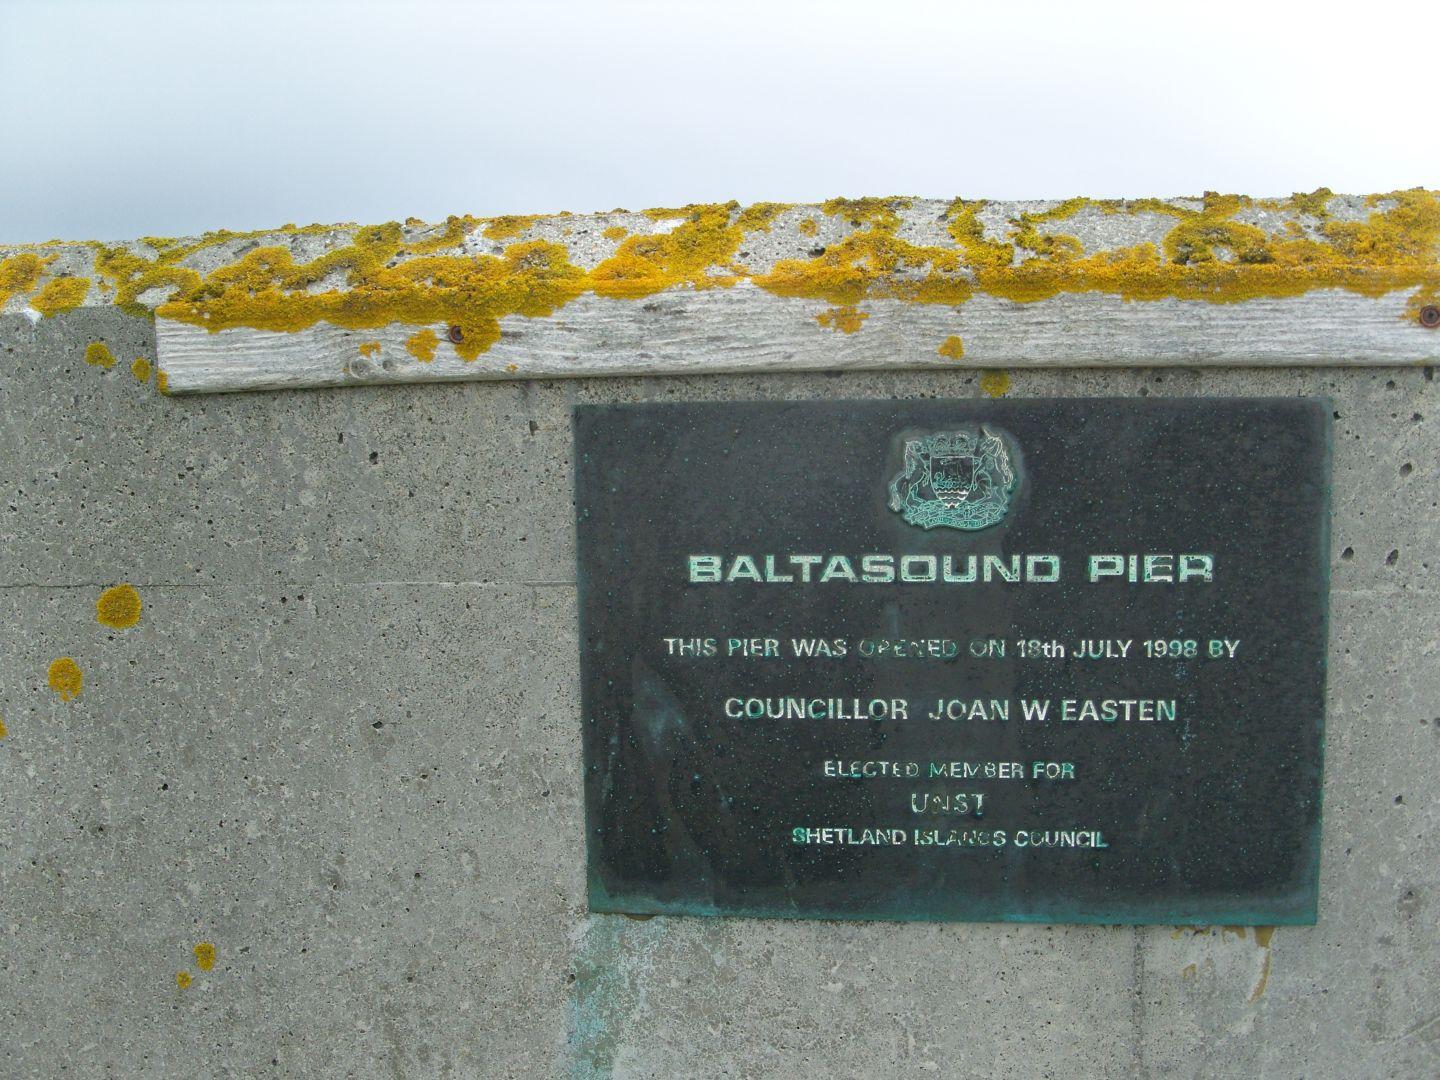 BALTASOUND PIER
THIS PIER WAS OPENED ON 18th JULY 1998 BY
COUNCILLOR JOAN W EASTEN
ELECTED MEMBER FOR
UNST
SHETLAND ISLANDS COUNCIL